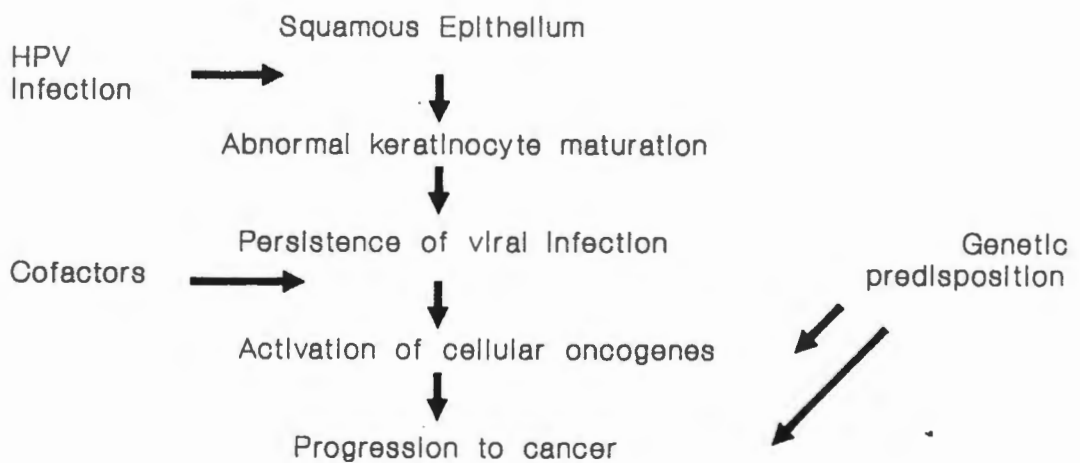 Squamous Epithelium
HPV
Infection
Abnormal keratinocyte maturation
Persistence of viral infection
Genetic
predisposition
Cofactors
Activation of cellular oncogenes
Progression to cancer